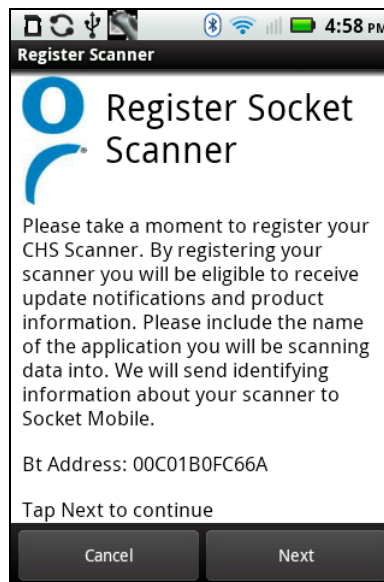 4:58 PM
Register Scanner
Register Socket
Scanner
Please take a moment to register your
CHS Scanner. By registering your
scanner you will be eligible to receive
update notifications and product
information. Please include the name
of the application you will be scanning
data into. We will send identifying
information about your scanner to
Socket Mobile.
Bt Address: 00C01B0FC66A
Tap Next to continue
Cancel Next